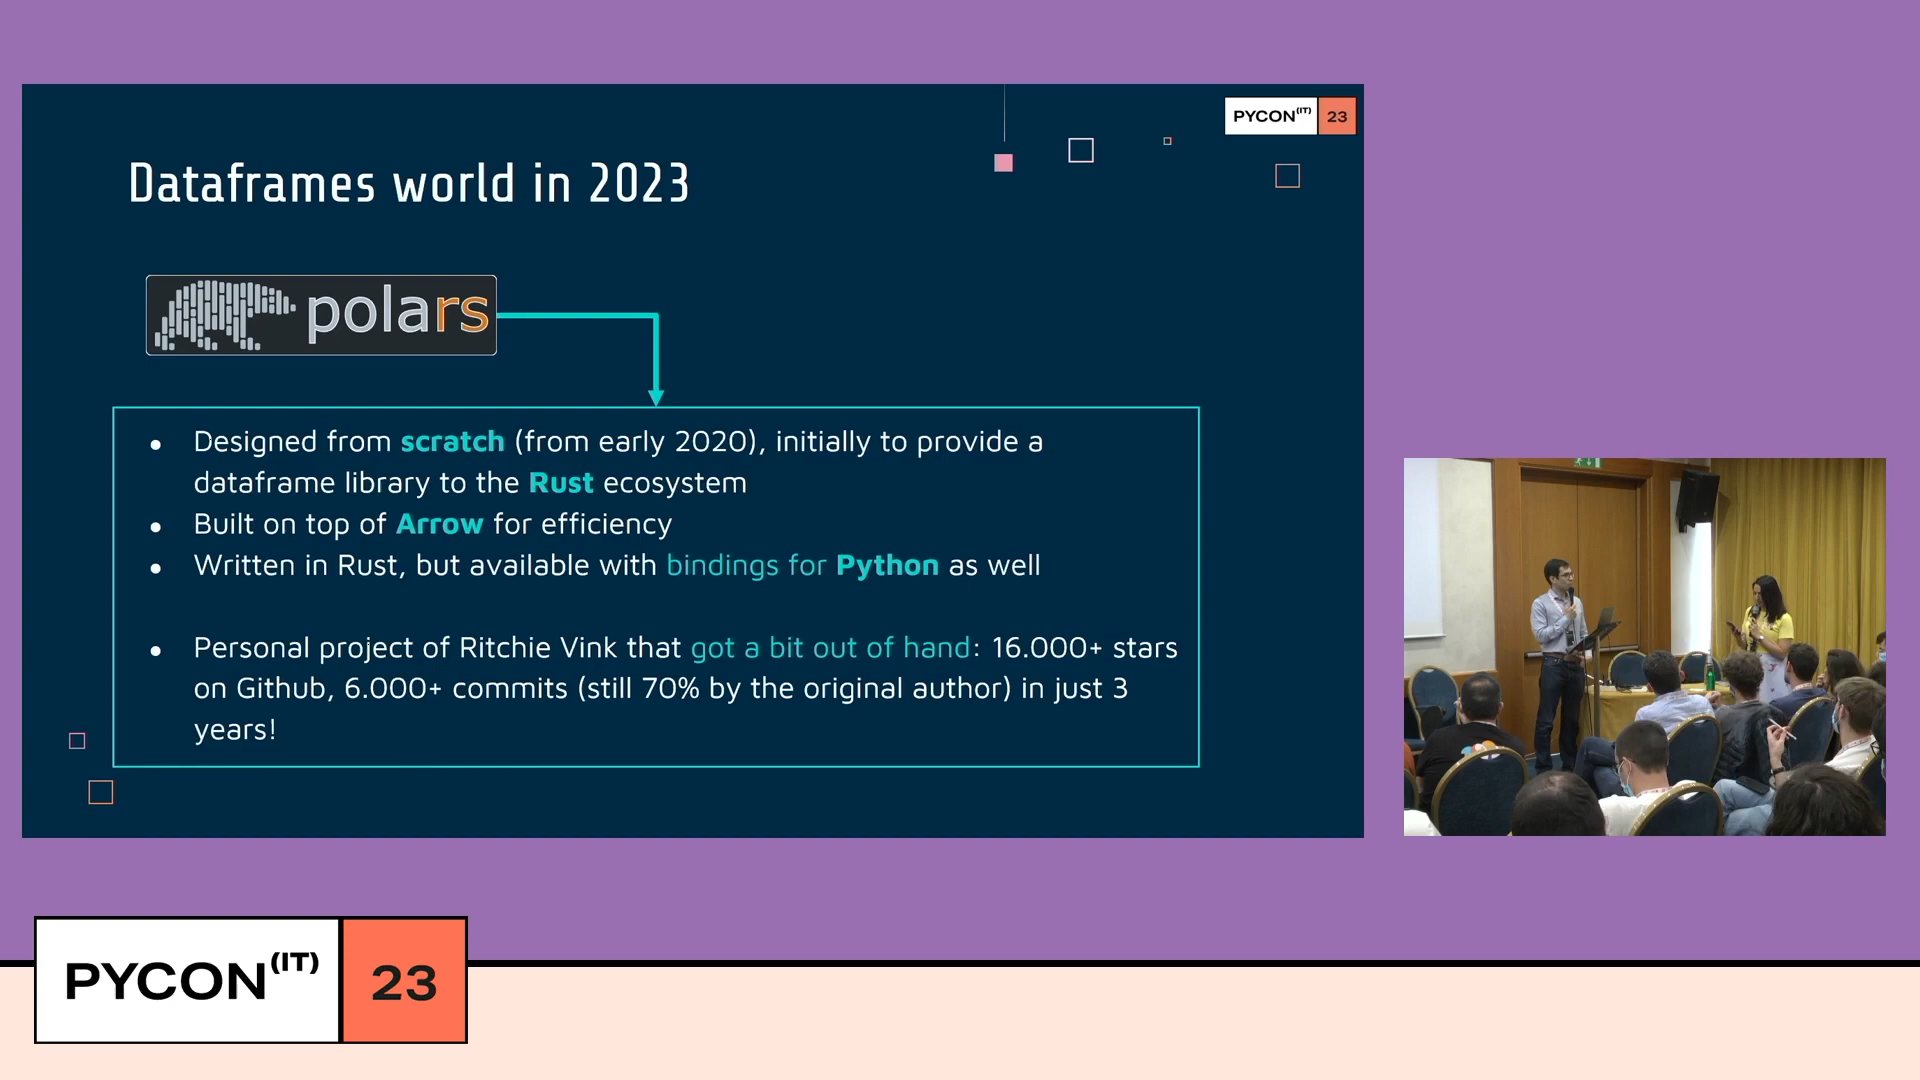 PYCON(IT) 23
Dataframes world in 2023
polars
Designed from scratch (from early 2020), initially to provide a
dataframe library to the Rust ecosystem
Built on top of Arrow for efficiency
Written in Rust, but available with bindings for Python as well
Personal project of Ritchie Vink that got a bit out of hand: 16.000+ stars
on Github, 6.000+ commits (still 70% by the original author) in just 3
years!
PYCON(IT) 23